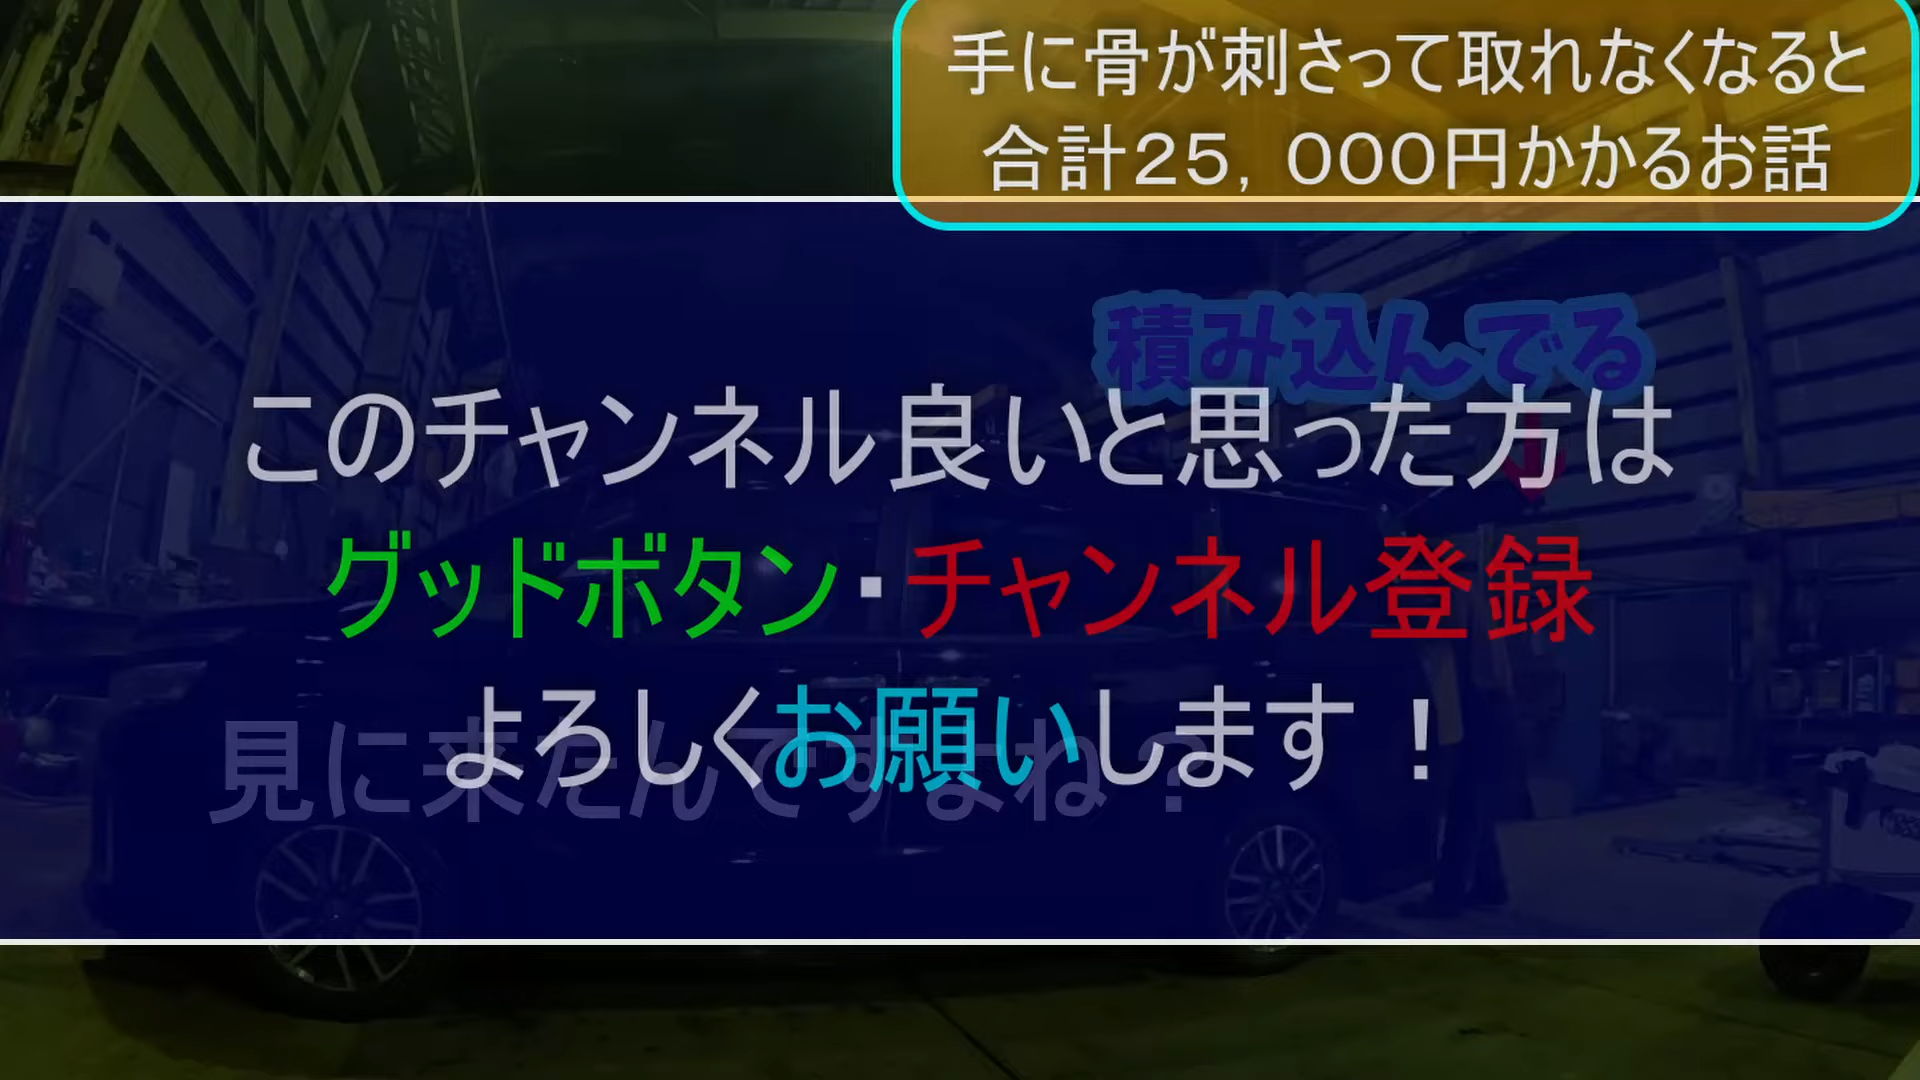 手に骨が刺さって取れなくなると
合計25，000円かかるお話
積み込んでる
このチャンネル良いと思った方は
グッドボタン・チャンネル登録
よろしくお願いします！
見に来たんですよね？